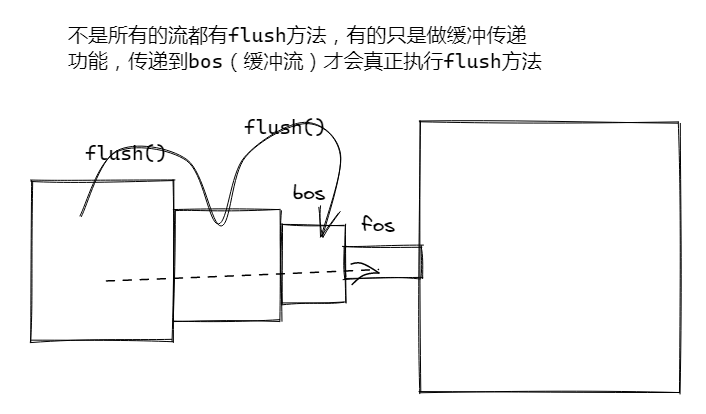 不是所有的流都有flush方法，有的只是做缓冲传递
功能，传递到bos（缓冲流）才会真正执行flush方法
flush()
flush()
bos
fos